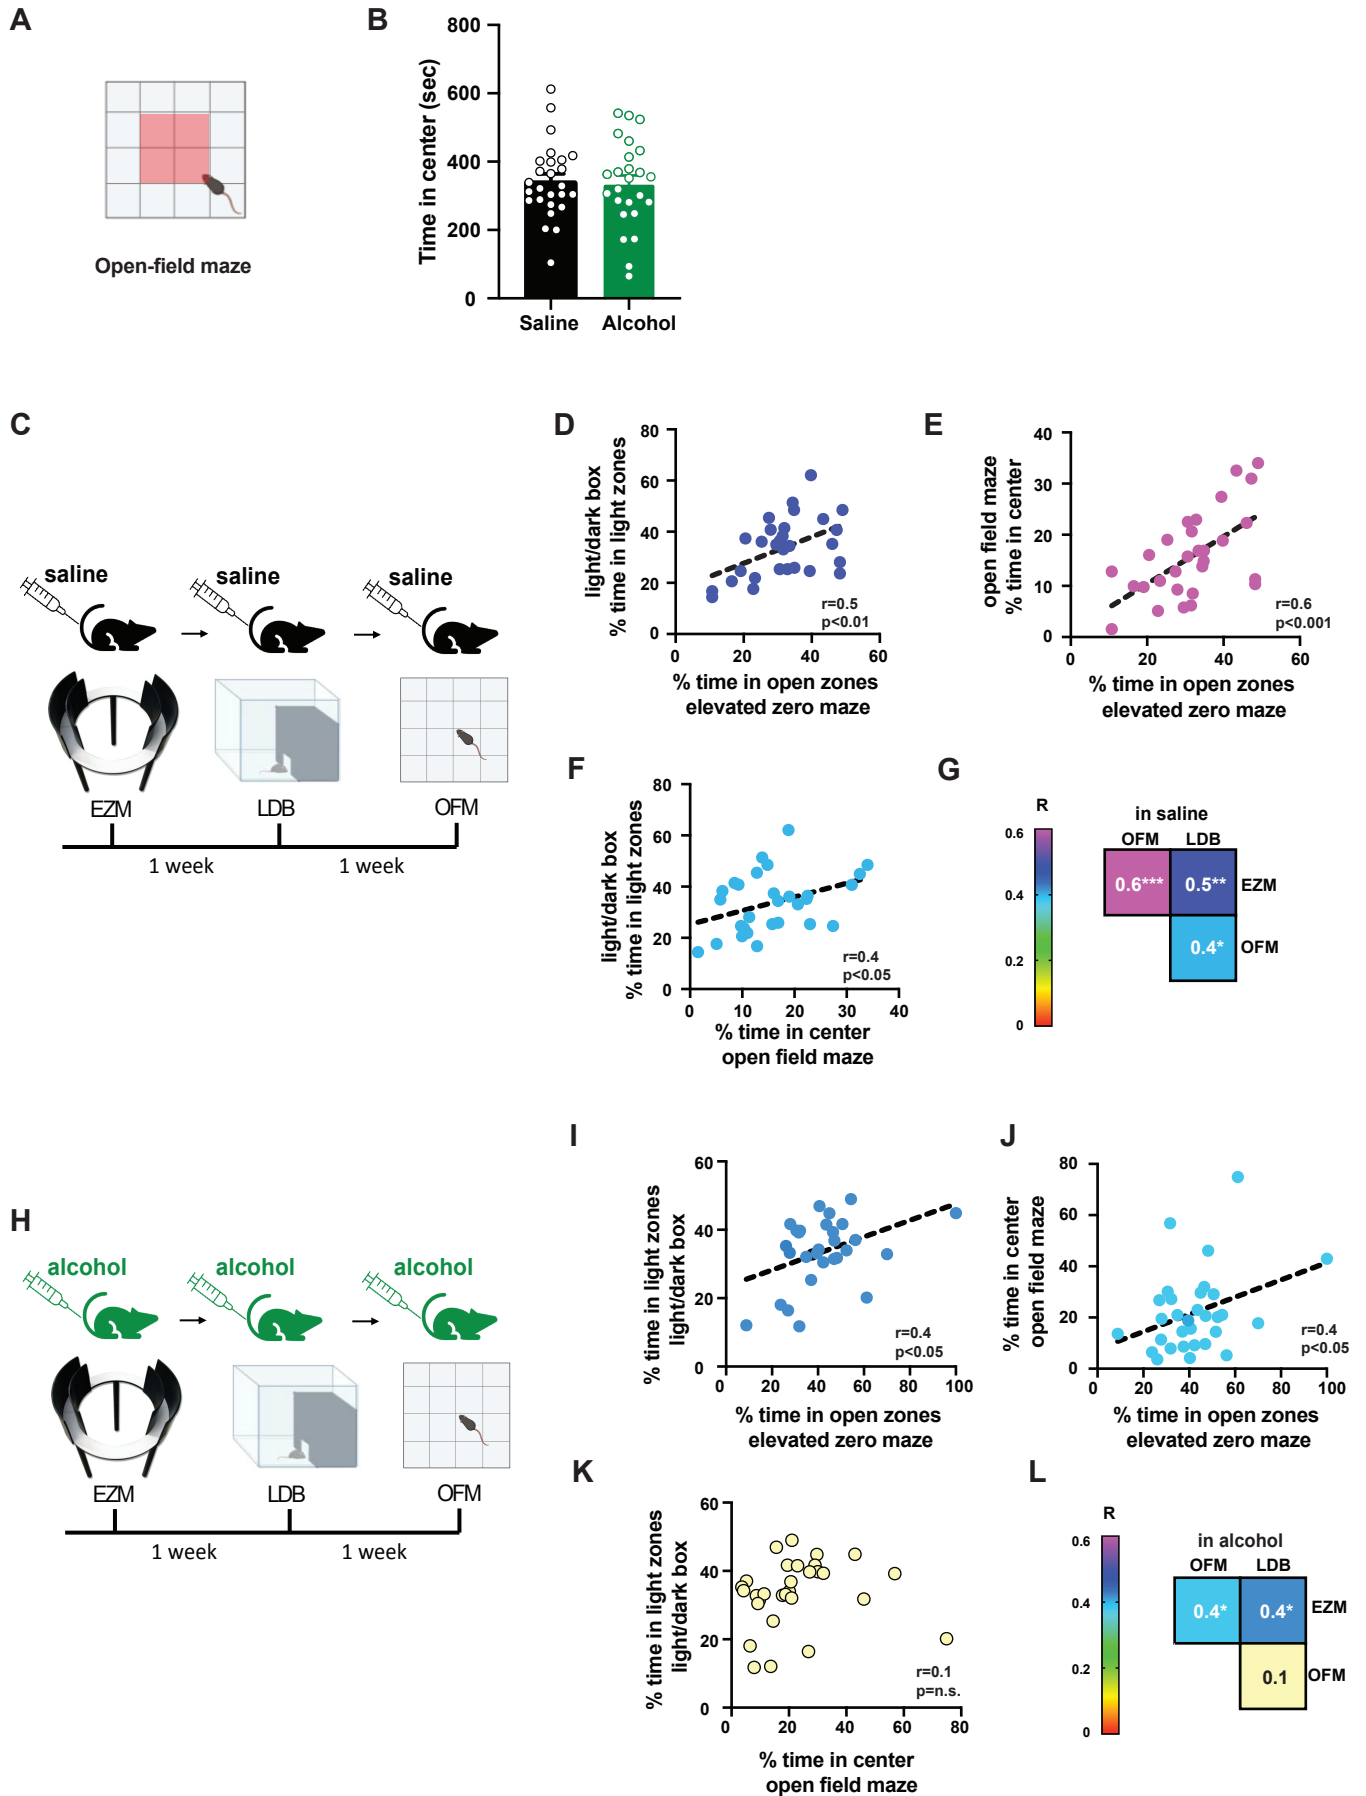 A
Open-field maze
B
Time in center (sec)
800
600
400
200
0
Saline
Alcohol
C
saline
saline
saline
EZM
LDB
OFM
1 week
1 week
D
light/dark box
% time in light zones
80
60
40
20
0
0
20
40
60
r=0.5
p<0.01
% time in open zones
elevated zero maze
E
open field maze
% time in center
40
30
20
10
0
0
20
40
60
r=0.6
p<0.001
% time in open zones
elevated zero maze
F
light/dark box
% time in light zones
80
60
40
20
0
0
10
20
30
40
r=0.4
p<0.05
% time in center
open field maze
G
R
0.6
0.4
0.2
0
in saline
OFM
LDB
0.6***
0.5**
EZM
0.4*
OFM
H
alcohol
alcohol
alcohol
EZM
LDB
OFM
1 week
1 week
I
% time in light zones
light/dark box
60
40
20
0
0
20
40
60
80
100
r=0.4
p<0.05
% time in open zones
elevated zero maze
J
% time in center
open field maze
80
60
40
20
0
0
20
40
60
80
100
r=0.4
p<0.05
% time in open zones
elevated zero maze
K
% time in light zones
light/dark box
60
40
20
0
0
20
40
60
80
r=0.1
p=n.s.
% time in center
open field maze
L
R
0.6
0.4
0.2
0
in alcohol
OFM
LDB
0.4*
0.4*
EZM
0.1
OFM